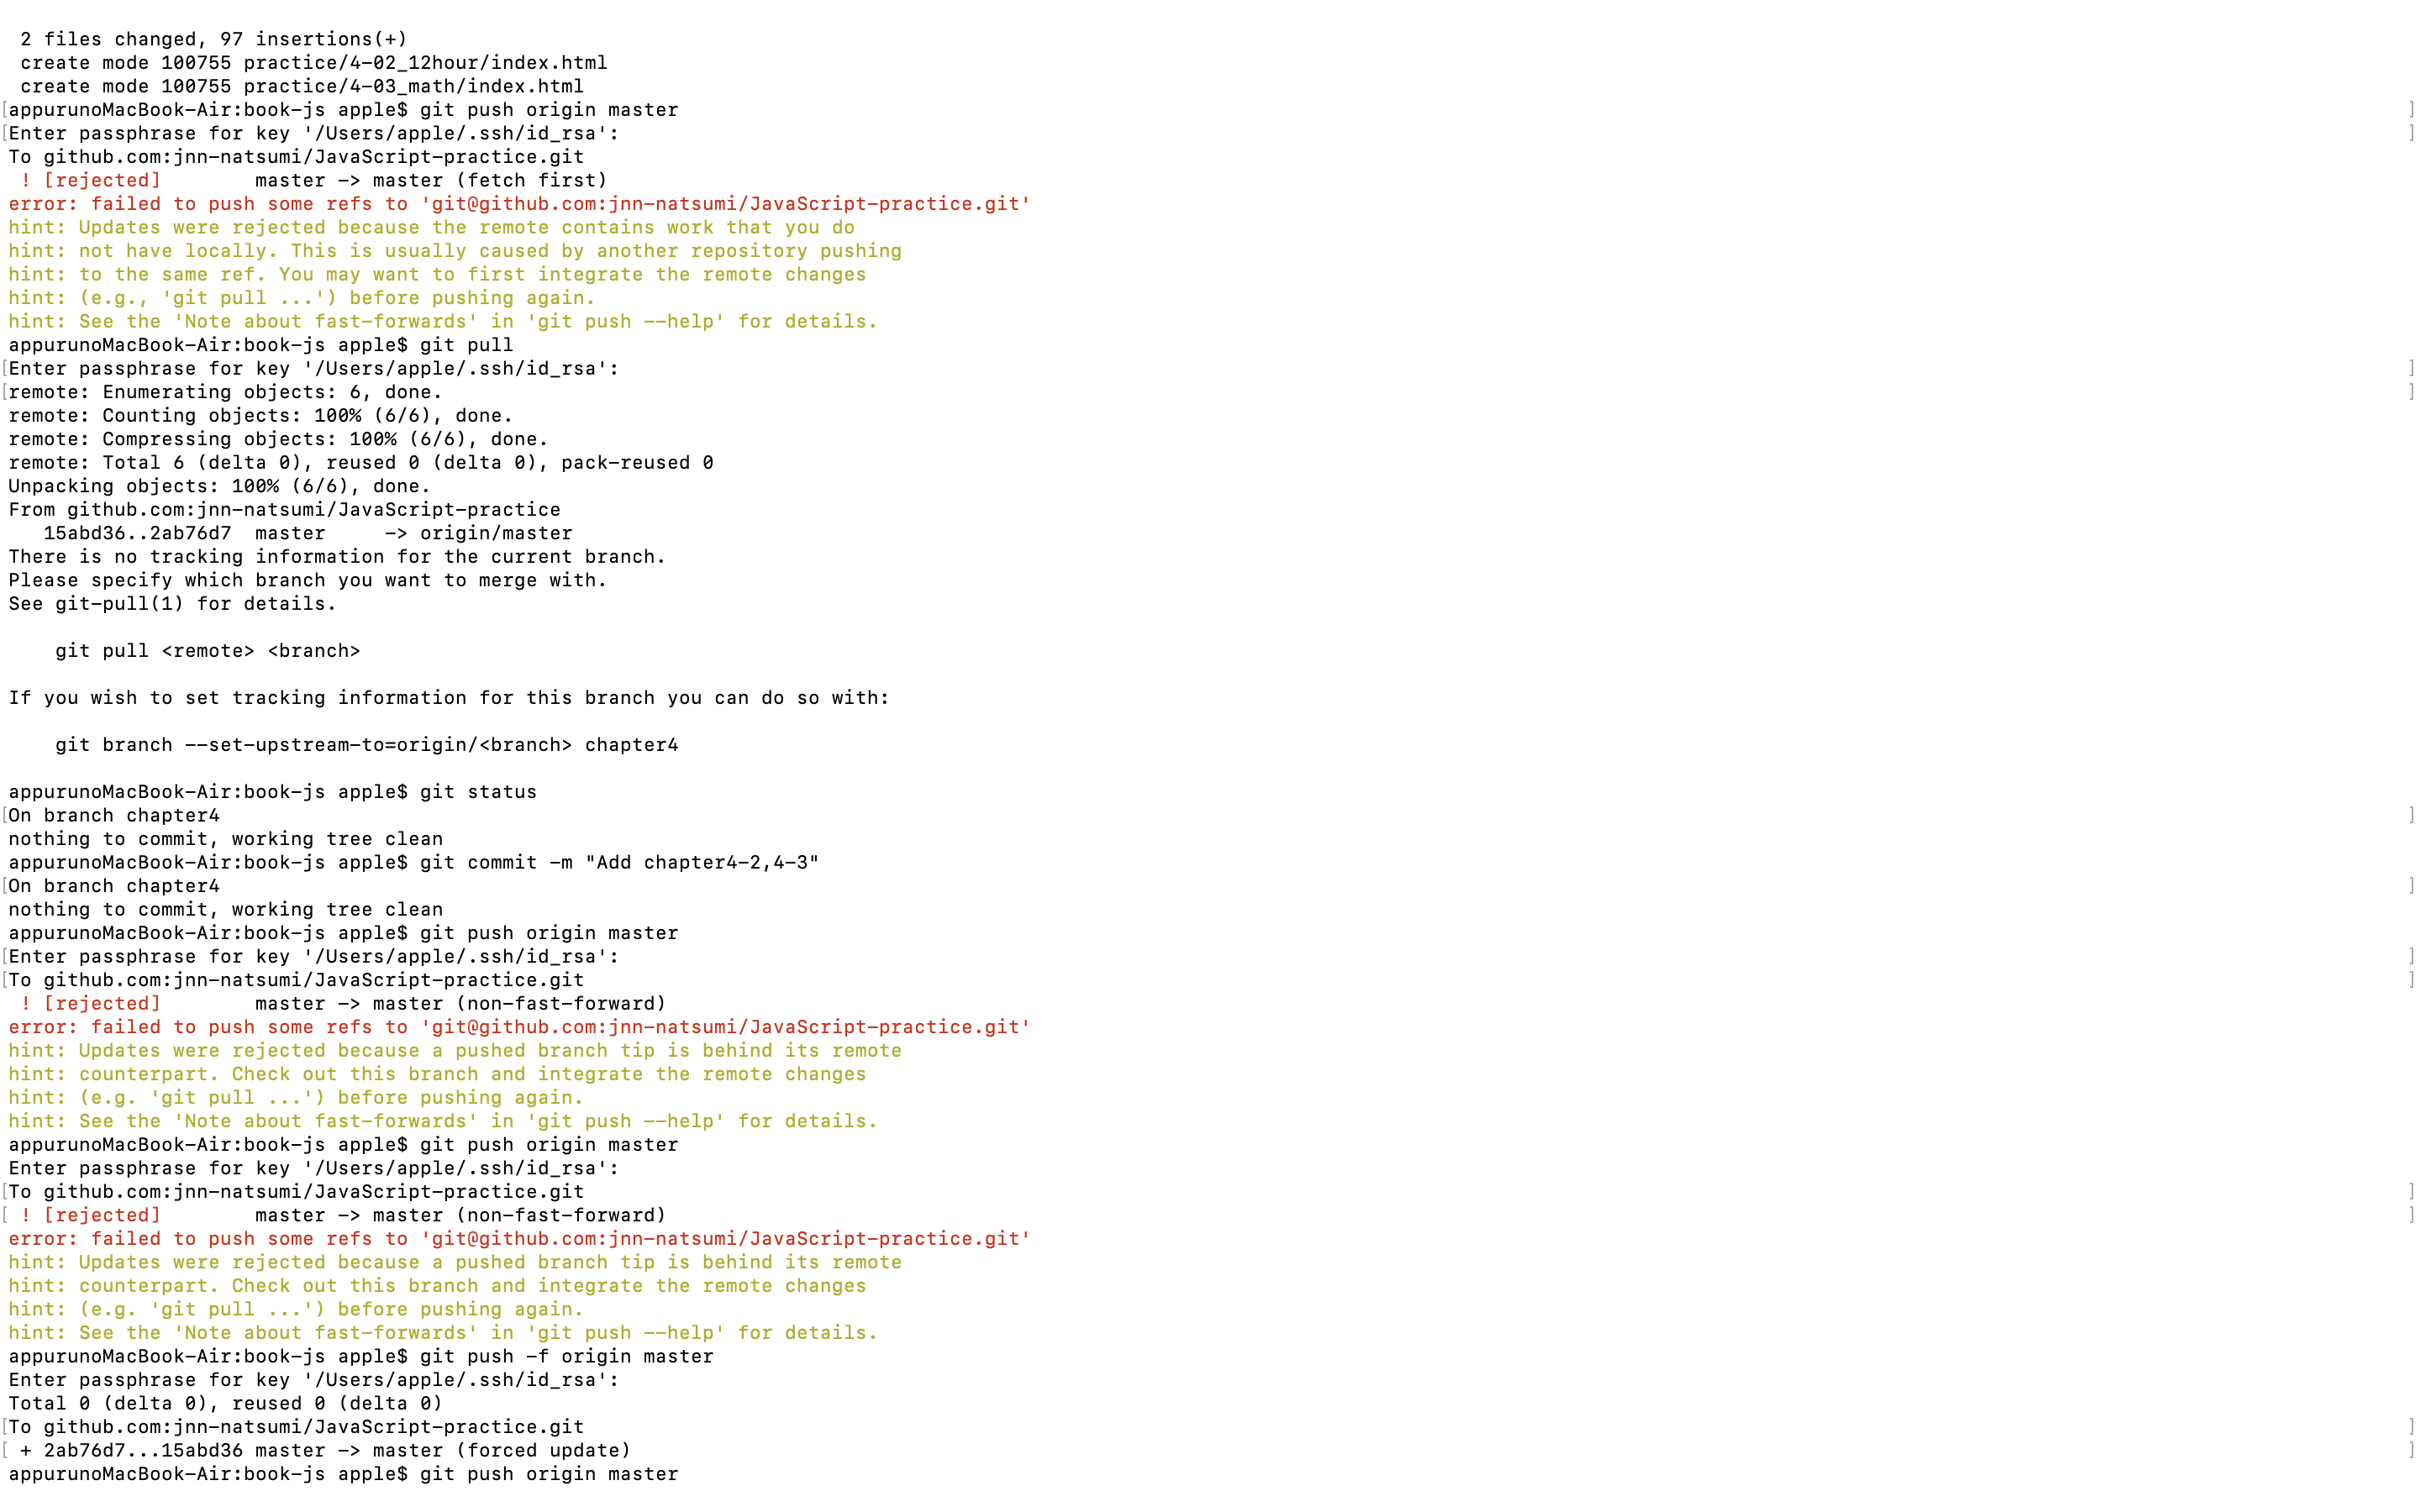 2 files changed, 97 insertions(+)
create mode 100755 practice/4-02_12hour/index.html
create mode 100755 practice/4-03_math/index.html
[appurunoMacBook-Air:book-js apple$ git push origin master ]
[Enter passphrase for key '/Users/apple/.ssh/id_rsa': ]
To github.com:jnn-natsumi/JavaScript-practice.git
! [rejected]        master -> master (fetch first)
error: failed to push some refs to 'git@github.com:jnn-natsumi/JavaScript-practice.git'
hint: Updates were rejected because the remote contains work that you do
hint: not have locally. This is usually caused by another repository pushing
hint: to the same ref. You may want to first integrate the remote changes
hint: (e.g., 'git pull ...') before pushing again.
hint: See the 'Note about fast-forwards' in 'git push --help' for details.
appurunoMacBook-Air:book-js apple$ git pull
[Enter passphrase for key '/Users/apple/.ssh/id_rsa': ]
[remote: Enumerating objects: 6, done. ]
remote: Counting objects: 100% (6/6), done.
remote: Compressing objects: 100% (6/6), done.
remote: Total 6 (delta 0), reused 0 (delta 0), pack-reused 0
Unpacking objects: 100% (6/6), done.
From github.com:jnn-natsumi/JavaScript-practice
   15abd36..2ab76d7  master     -> origin/master
There is no tracking information for the current branch.
Please specify which branch you want to merge with.
See git-pull(1) for details.
    git pull <remote> <branch>
If you wish to set tracking information for this branch you can do so with:
    git branch --set-upstream-to=origin/<branch> chapter4
appurunoMacBook-Air:book-js apple$ git status
[On branch chapter4 ]
nothing to commit, working tree clean
appurunoMacBook-Air:book-js apple$ git commit -m "Add chapter4-2,4-3"
[On branch chapter4 ]
nothing to commit, working tree clean
appurunoMacBook-Air:book-js apple$ git push origin master
[Enter passphrase for key '/Users/apple/.ssh/id_rsa': ]
[To github.com:jnn-natsumi/JavaScript-practice.git ]
! [rejected]        master -> master (non-fast-forward)
error: failed to push some refs to 'git@github.com:jnn-natsumi/JavaScript-practice.git'
hint: Updates were rejected because a pushed branch tip is behind its remote
hint: counterpart. Check out this branch and integrate the remote changes
hint: (e.g. 'git pull ...') before pushing again.
hint: See the 'Note about fast-forwards' in 'git push --help' for details.
appurunoMacBook-Air:book-js apple$ git push origin master
Enter passphrase for key '/Users/apple/.ssh/id_rsa':
[To github.com:jnn-natsumi/JavaScript-practice.git ]
[ ! [rejected]        master -> master (non-fast-forward) ]
error: failed to push some refs to 'git@github.com:jnn-natsumi/JavaScript-practice.git'
hint: Updates were rejected because a pushed branch tip is behind its remote
hint: counterpart. Check out this branch and integrate the remote changes
hint: (e.g. 'git pull ...') before pushing again.
hint: See the 'Note about fast-forwards' in 'git push --help' for details.
appurunoMacBook-Air:book-js apple$ git push -f origin master
Enter passphrase for key '/Users/apple/.ssh/id_rsa':
Total 0 (delta 0), reused 0 (delta 0)
[To github.com:jnn-natsumi/JavaScript-practice.git ]
[ + 2ab76d7...15abd36 master -> master (forced update) ]
appurunoMacBook-Air:book-js apple$ git push origin master